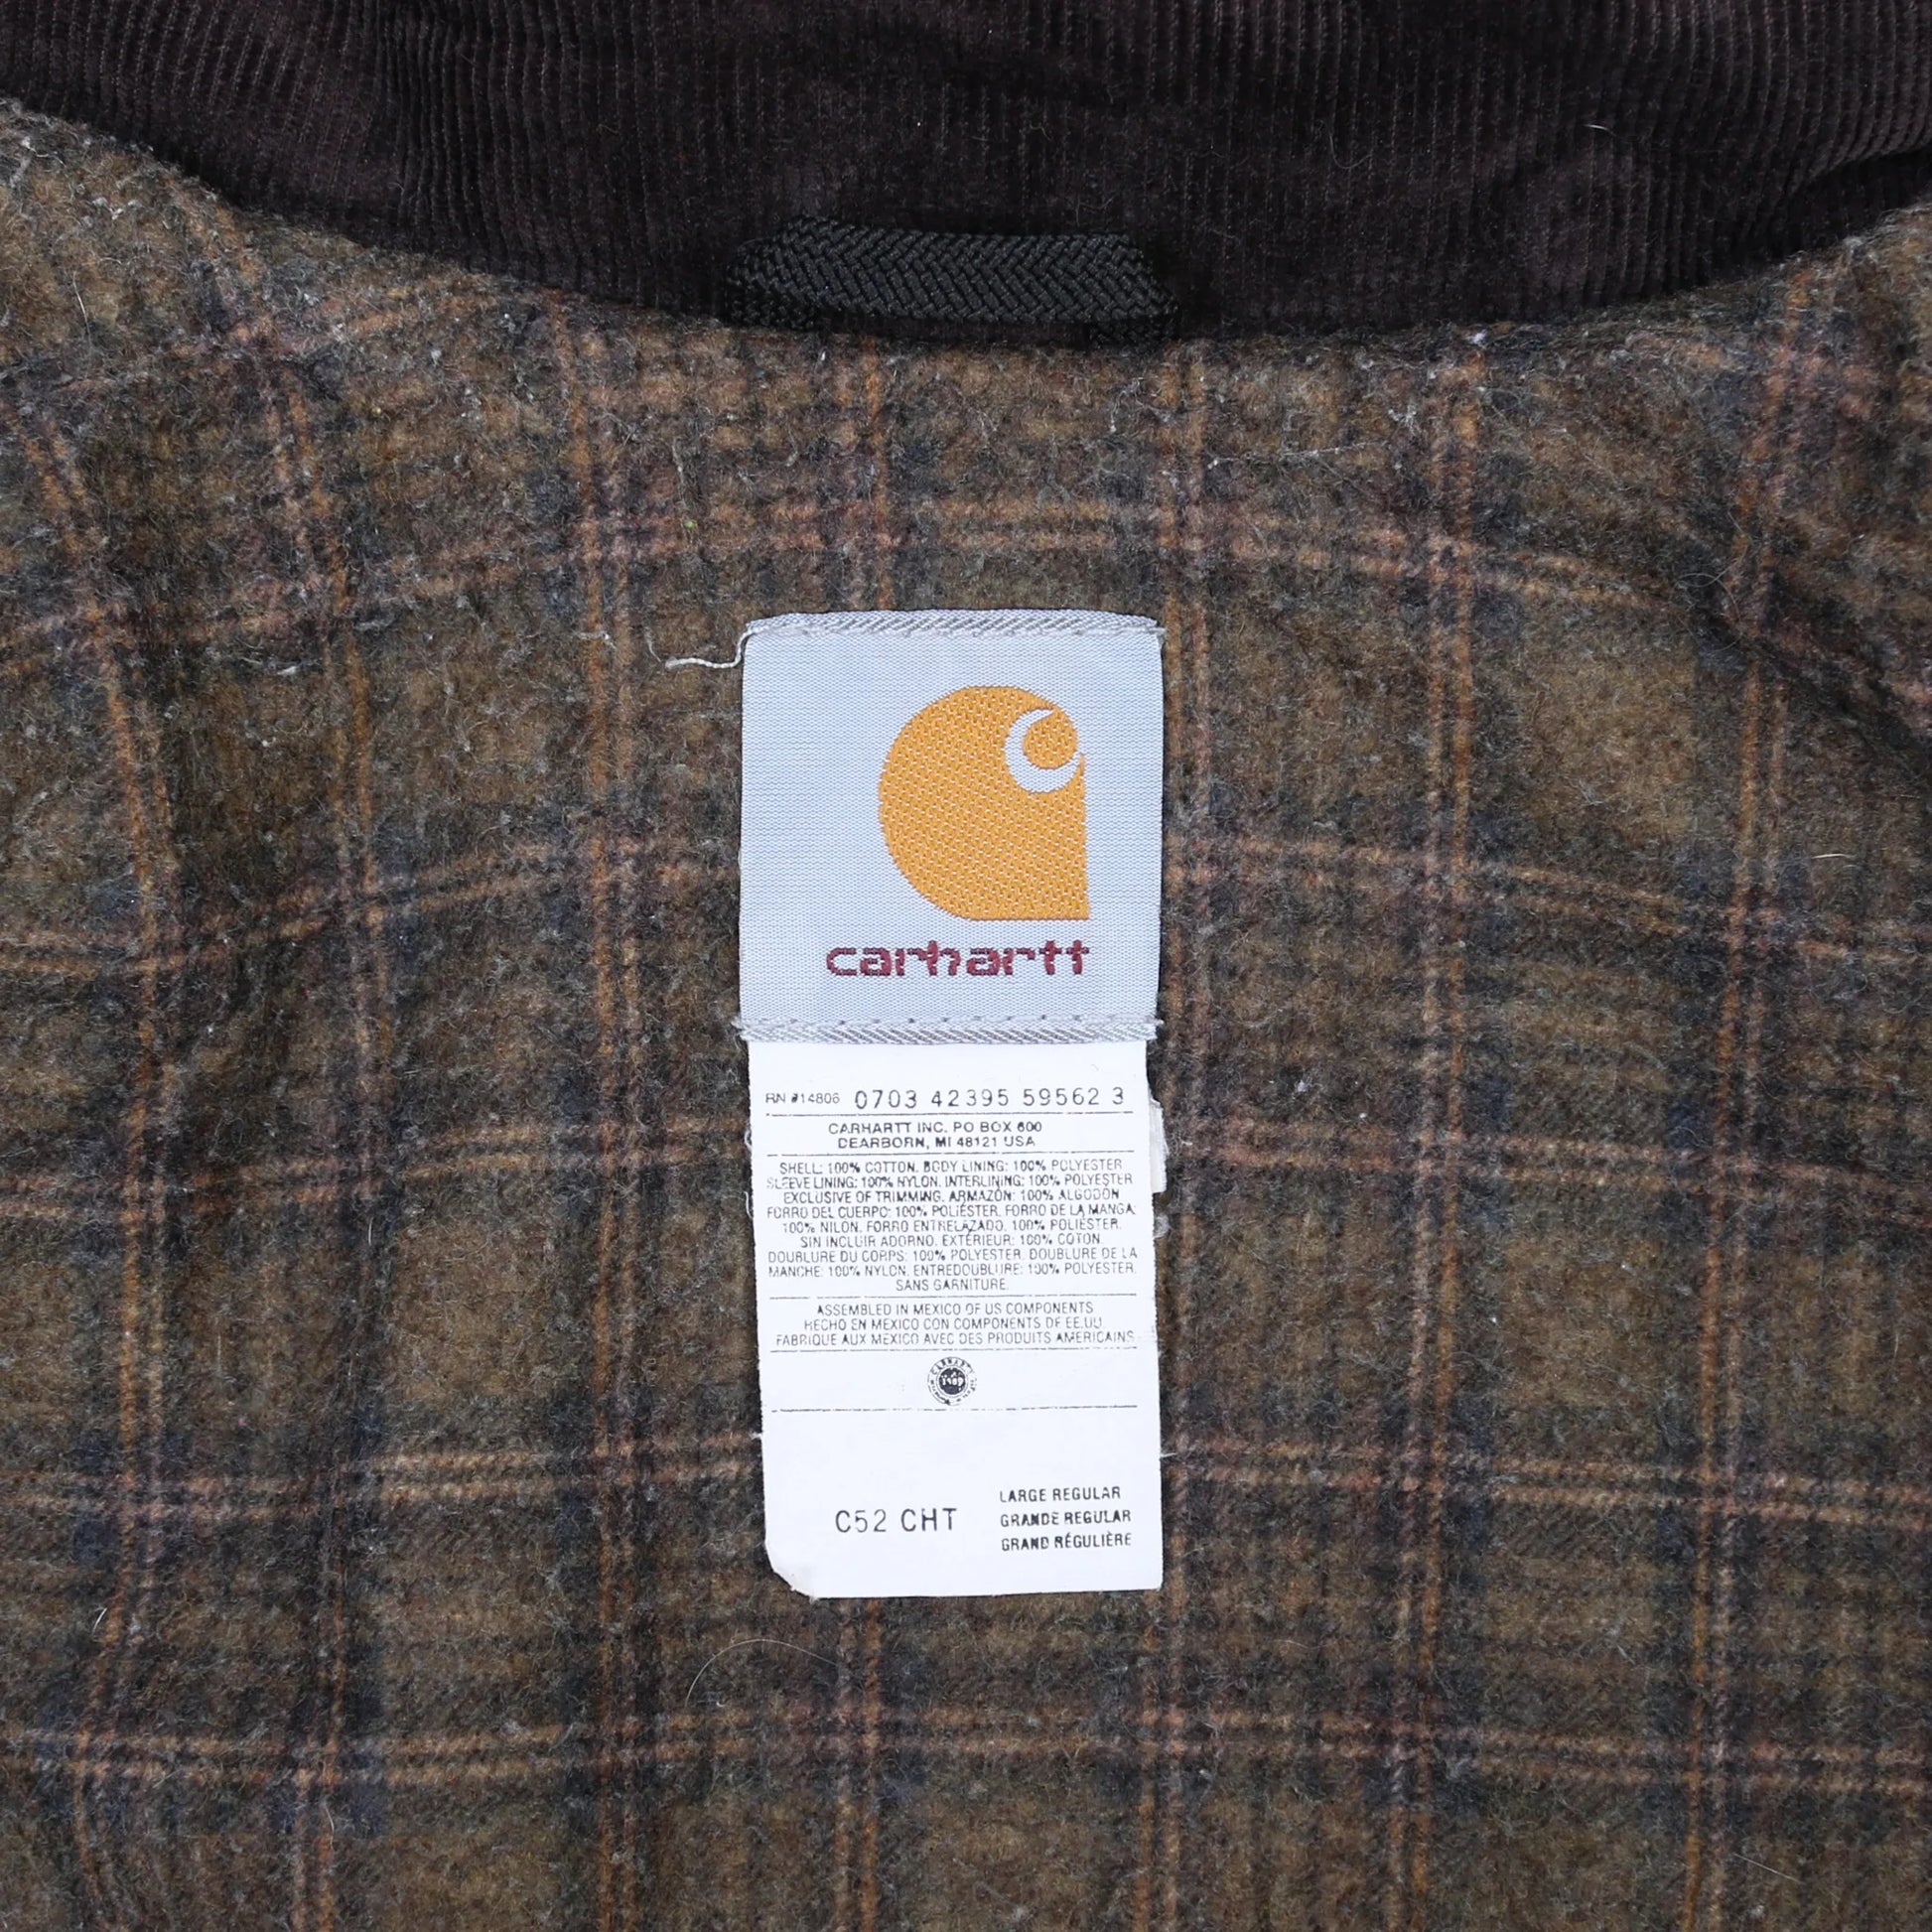 carhartt
RN #14806 0703 42395 59562 3
CARHARTT INC. PO BOX 600
DEARBORN, MI 48121 USA
SHELL: 100% COTTON. BODY LINING: 100% POLYESTER
SLEEVE LINING: 100% NYLON. INTERLINING: 100% POLYESTER
EXCLUSIVE OF TRIMMING. ARMAZÓN: 100% ALGODÓN
FORRO DEL CUERPO: 100% POLIÉSTER. FORRO DE LA MANGA:
100% NILON. FORRO ENTRELAZADO. 100% POLIÉSTER.
SIN INCLUIR ADORNO. EXTÉRIEUR: 100% COTON.
DOUBLURE DU CORPS: 100% POLYESTER. DOUBLURE DE LA
MANCHE: 100% NYLON. ENTREDOUBLURE: 100% POLYESTER.
SANS GARNITURE.
ASSEMBLED IN MEXICO OF US COMPONENTS
HECHO EN MEXICO CON COMPONENTS DE EE.UU.
FABRIQUE AUX MEXICO AVEC DES PRODUITS AMERICAINS
C52 CHT
LARGE REGULAR
GRANDE REGULAR
GRAND RÉGULIÈRE